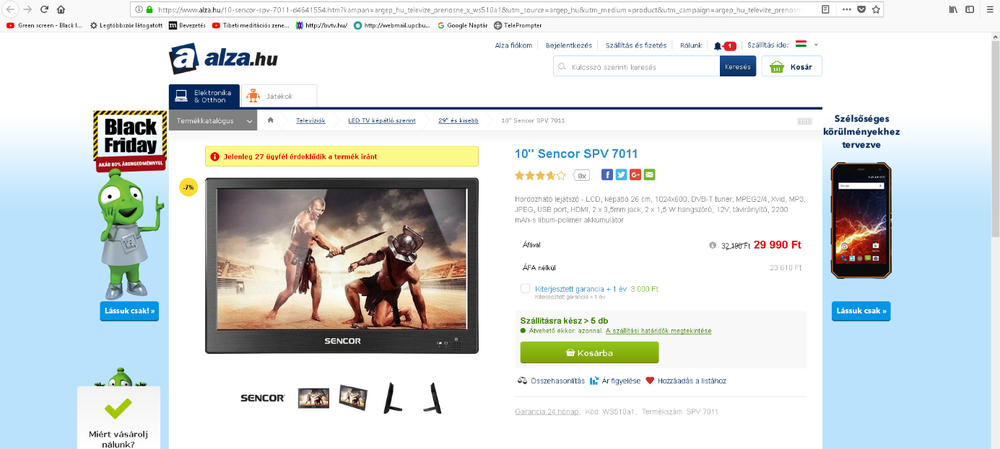 https://www.alza.hu/10-sencor-spv-7011-d4641554.htm?kampan=argep_hu_televize_prenosne_x_ws510a1&utm_source=argep_hu&utm_medium=product&utm_campaign=argep_hu_televize_prenosne
Green screen - Black l... Legtöbbször látogatott Bevezetés Tibeti meditációs zene... http://bvtv.hu/ http://webmail.upcbu... Google Naptár TelePrompter
Alza fiókom Bejelentkezés Szállítás és fizetés Rólunk 1 Szállítás ide:
a alza.hu
Kulcsszó szerinti keresés Keresés Kosár
Elektronika
& Otthon
Játékok
Termékkatalógus Televíziók LED TV képátló szerint 29" és kisebb 10" Sencor SPV 7011
Black
Friday
AKÁR 80% ÁRENGEDMÉNNYEL
Lássuk csak! »
Miért vásárolj
nálunk?
Jelenleg 27 ügyfél érdeklődik a termék iránt
-7%
SENCOR
SENCOR
10" Sencor SPV 7011
8x
Hordozható lejátszó - LCD, képátló 26 cm, 1024x600, DVB-T tuner, MPEG2/4, Xvid, MP3,
JPEG, USB port, HDMI, 2 x 3,5mm jack, 2 x 1,5 W hangszóró, 12V, távirányító, 2200
mAh-s lítium-polimer akkumulátor
Áfával 32 190 Ft 29 990 Ft
ÁFA nélkül 23 610 Ft
Kiterjesztett garancia + 1 év 3 000 Ft
Kiterjesztett garancia + 1 év
Szállításra kész > 5 db
Átvehető ekkor: azonnal. A szállítási határidők megtekintése
Kosárba
Összehasonlítás Ár figyelése Hozzáadás a listához
Garancia 24 hónap, Kód: WS510a1, Termékszám: SPV 7011
Szélsőséges
körülményekhez
tervezve
Lássuk csak »